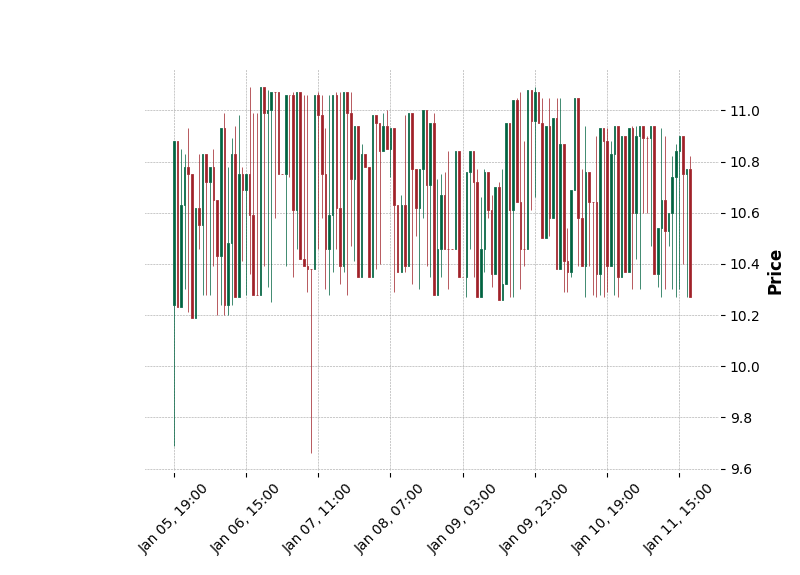 11.0
10.8
10.6
10.4
10.2
10.0
9.8
9.6
Price
Jan 05, 19:00
Jan 06, 15:00
Jan 07, 11:00
Jan 08, 07:00
Jan 09, 03:00
Jan 09, 23:00
Jan 10, 19:00
Jan 11, 15:00